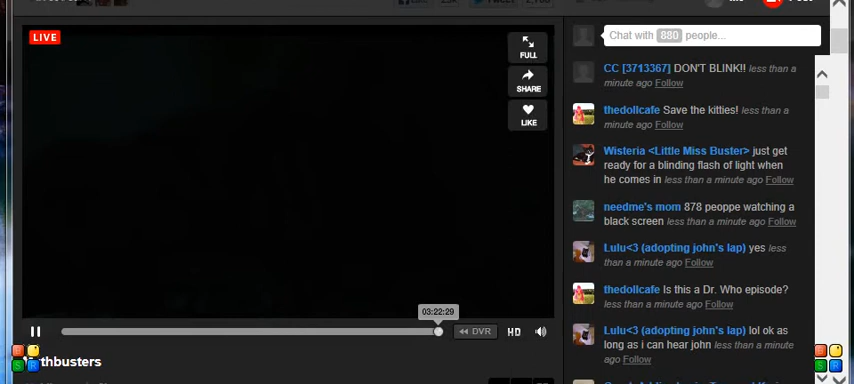 LIVE
FULL
SHARE
LIKE
03:22:29
DVR
HD
Chat with 880 people...
CC [3713367] DON'T BLINK!! less than a
minute ago Follow
thedollcafe Save the kitties! less than a
minute ago Follow
Wisteria <Little Miss Buster> just get
ready for a blinding flash of light when
he comes in less than a minute ago Follow
needme's mom 878 peoppe watching a
black screen less than a minute ago Follow
Lulu<3 (adopting john's lap) yes less
than a minute ago Follow
thedollcafe Is this a Dr. Who episode?
less than a minute ago Follow
Lulu<3 (adopting john's lap) lol ok as
long as i can hear john less than a minute
ago Follow
thbusters